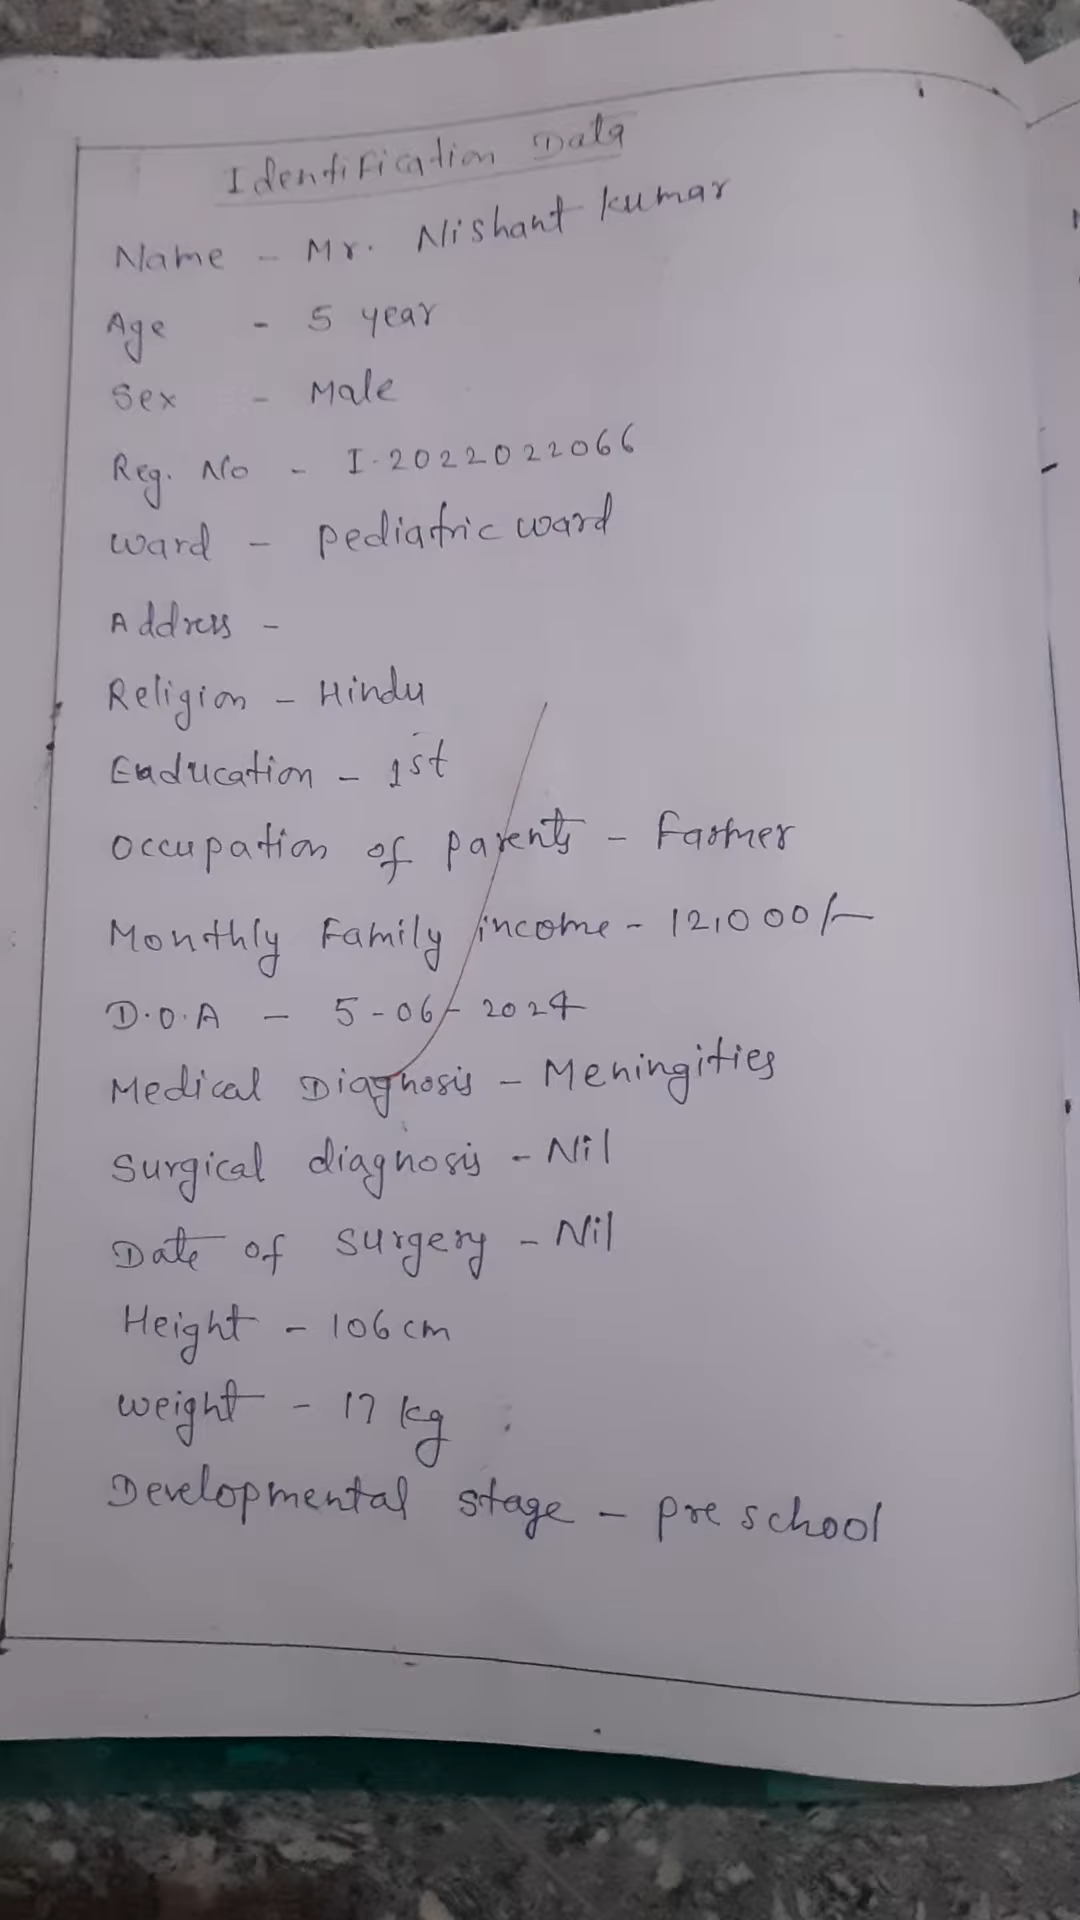 Identification Data
Name - Mr. Nishant Kumar
Age - 5 year
Sex - Male
Reg. No - I-2022022066
Ward - Pediatric ward
Address -
Religion - Hindu
Education - 1st
Occupation of parents - Farmer
Monthly Family income - 12,000/-
D.O.A - 5-06-2024
Medical Diagnosis - Meningities
Surgical diagnosis - Nil
Date of surgery - Nil
Height - 106 cm
Weight - 17 kg
Developmental stage - pre school